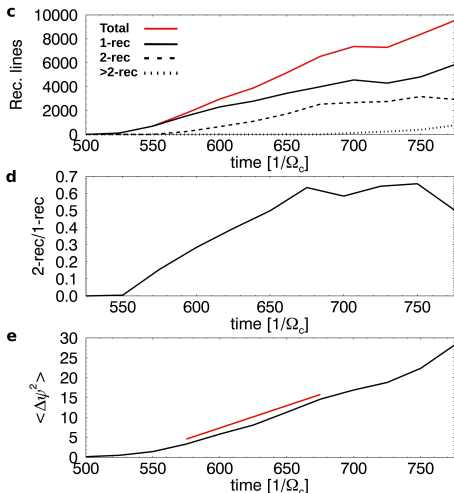 c
10000
8000
6000
4000
2000
0
Rec. lines
Total
1-rec
2-rec
>2-rec
500 550 600 650 700 750
time [1/Ω_c]
d
0.7
0.6
0.5
0.4
0.3
0.2
0.1
0.0
2-rec/1-rec
550 600 650 700 750
time [1/Ω_c]
e
30
25
20
15
10
5
0
<Δψ²>
500 550 600 650 700 750
time [1/Ω_c]